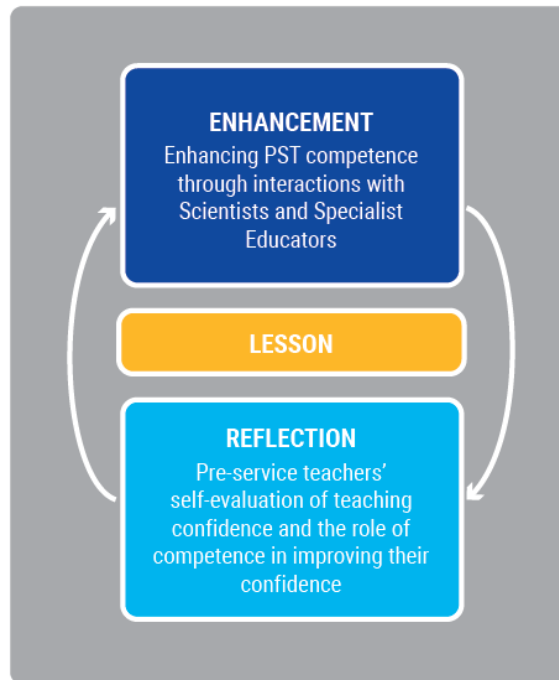 ENHANCEMENT
Enhancing PST competence
through interactions with
Scientists and Specialist
Educators
LESSON
REFLECTION
Pre-service teachers’
self-evaluation of teaching
confidence and the role of
competence in improving their
confidence